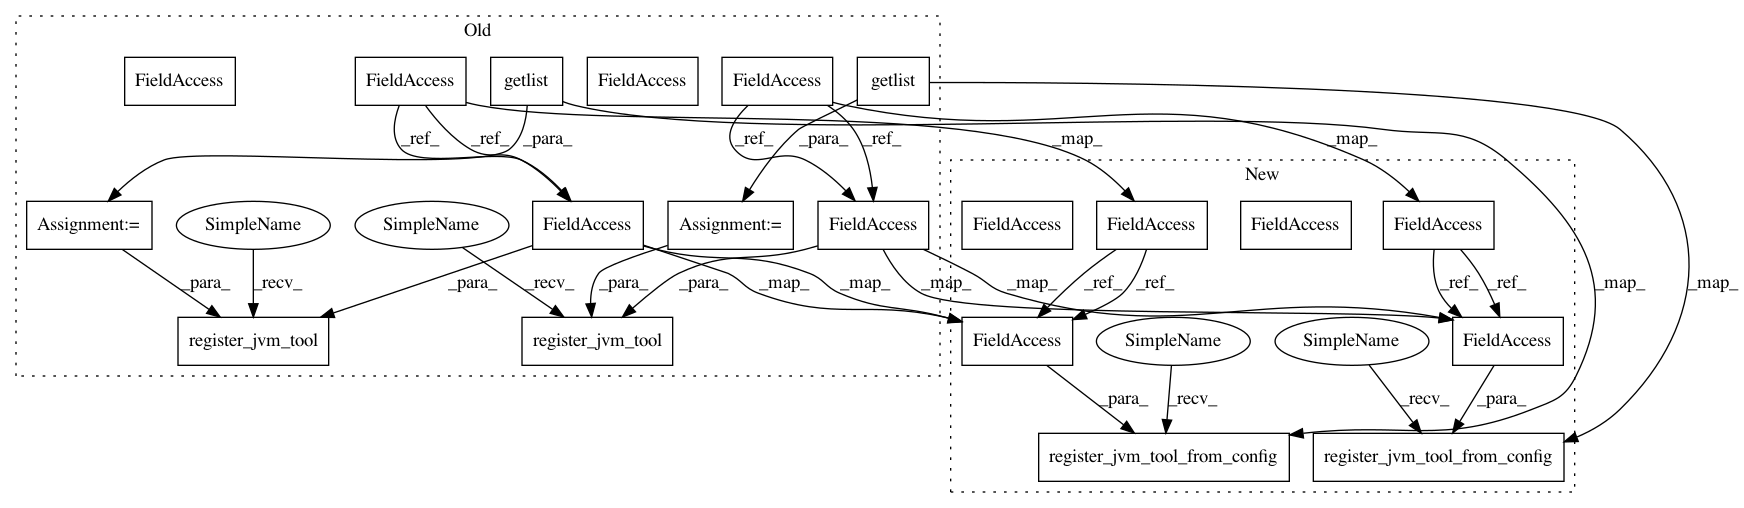 Old
FieldAccess
FieldAccess
getlist
FieldAccess
FieldAccess
getlist
_ref_
_ref_
_para_
_para_
_ref_
_ref_
_map_
_map_
New
Assignment:=
SimpleName
SimpleName
FieldAccess
Assignment:=
FieldAccess
FieldAccess
FieldAccess
FieldAccess
FieldAccess
_para_
_recv_
_para_
_recv_
_para_
_para_
_map_
_map_
_map_
_map_
_ref_
_ref_
_ref_
_ref_
_map_
_map_
register_jvm_tool
register_jvm_tool
FieldAccess
SimpleName
SimpleName
FieldAccess
_para_
_recv_
_recv_
_para_
register_jvm_tool_from_config
register_jvm_tool_from_config